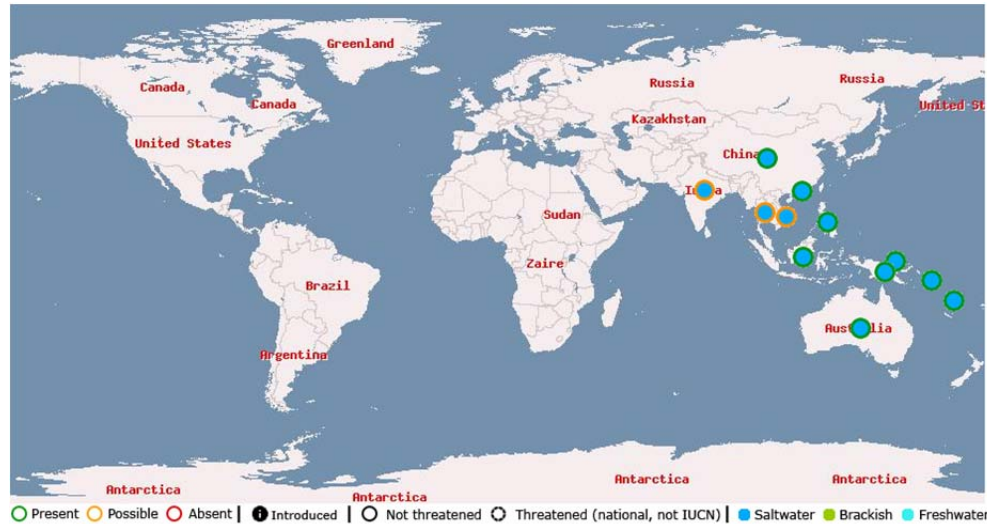 Greenland
Canada
Russia
Russia
Canada
United St
Kazakhstan
United States
China
India
Sudan
Zaire
Brazil
Australia
Argentina
Antarctica
Antarctica
Antarctica
Antarctica
Present Possible Absent | i Introduced | Not threatened Threatened (national, not IUCN) | Saltwater Brackish Freshwater